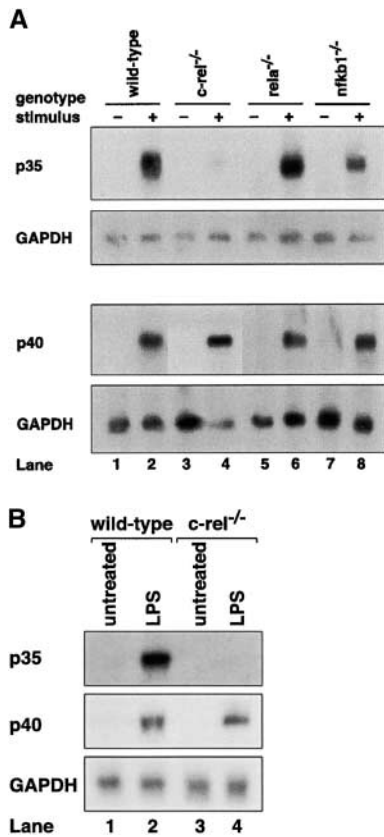 A
genotype wild-type c-rel-/- rela-/- nfkb1-/-
stimulus - + - + - + - +
p35
GAPDH
p40
GAPDH
Lane 1 2 3 4 5 6 7 8
B
wild-type c-rel-/-
untreated LPS untreated LPS
p35
p40
GAPDH
Lane 1 2 3 4